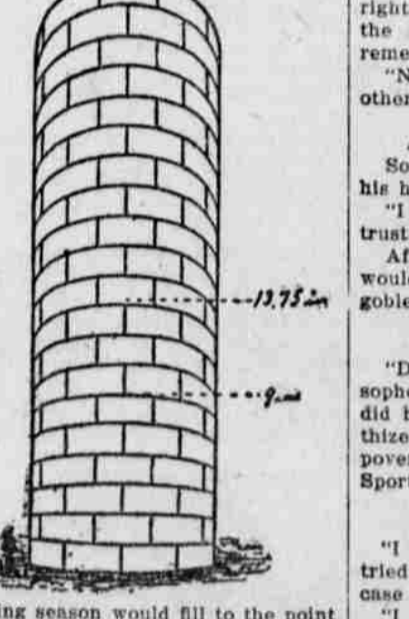 13.75 in
9 in
ing season would fill to the point
right
the
reme
"N
other
So
his h
"I
trusti
Af
would
goble
"D
sophe
did h
thize
pover
Sport
"I
tried
case
"I